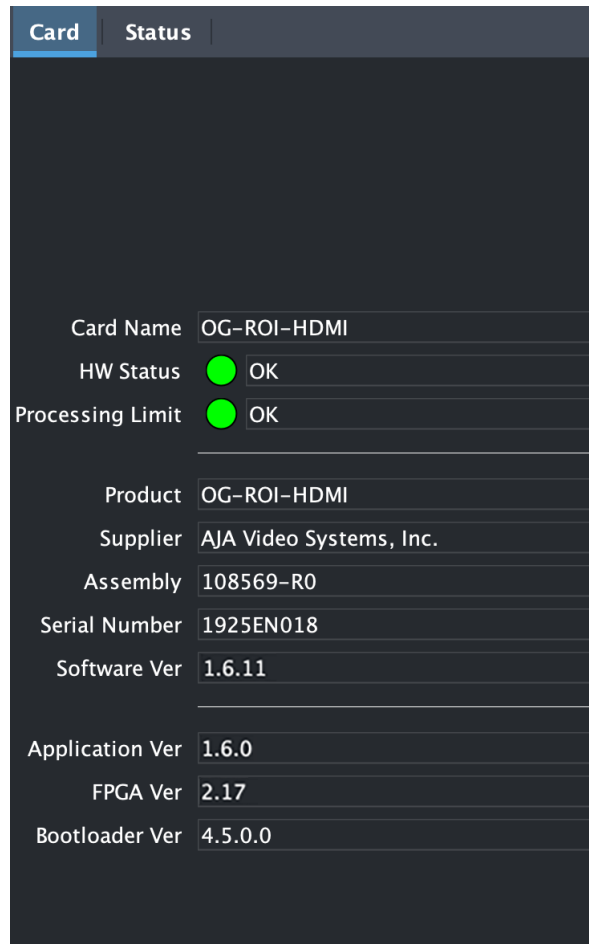 Card Status
Card Name OG-ROI-HDMI
HW Status OK
Processing Limit OK
Product OG-ROI-HDMI
Supplier AJA Video Systems, Inc.
Assembly 108569-R0
Serial Number 1925EN018
Software Ver 1.6.11
Application Ver 1.6.0
FPGA Ver 2.17
Bootloader Ver 4.5.0.0